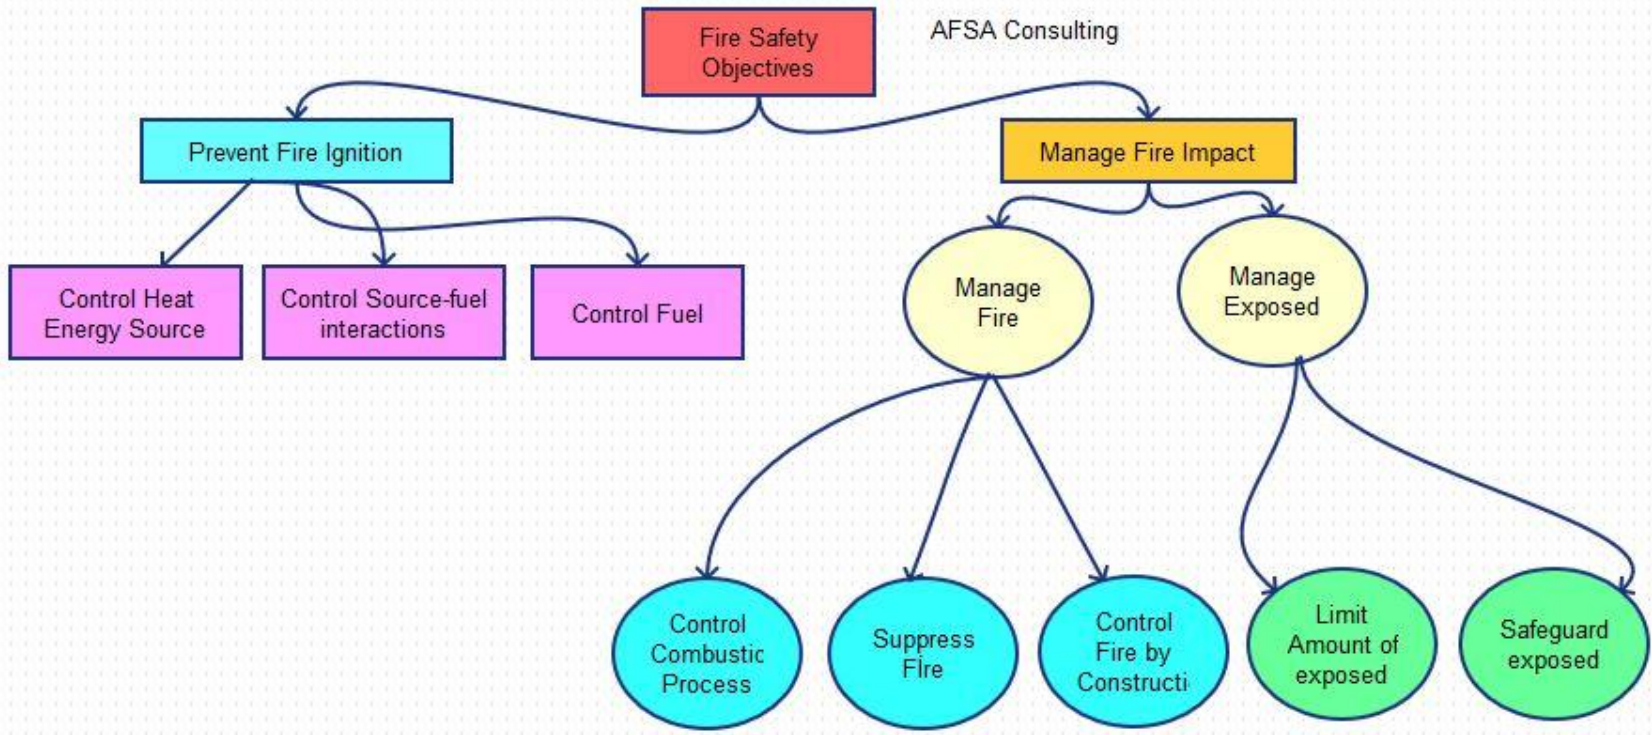 Fire Safety
Objectives
AFSA Consulting
Prevent Fire Ignition
Manage Fire Impact
Control Heat
Energy Source
Control Source-fuel
interactions
Control Fuel
Manage
Fire
Manage
Exposed
Control
Combustic
Process
Suppress
Fire
Control
Fire by
Constructi
Limit
Amount of
exposed
Safeguard
exposed